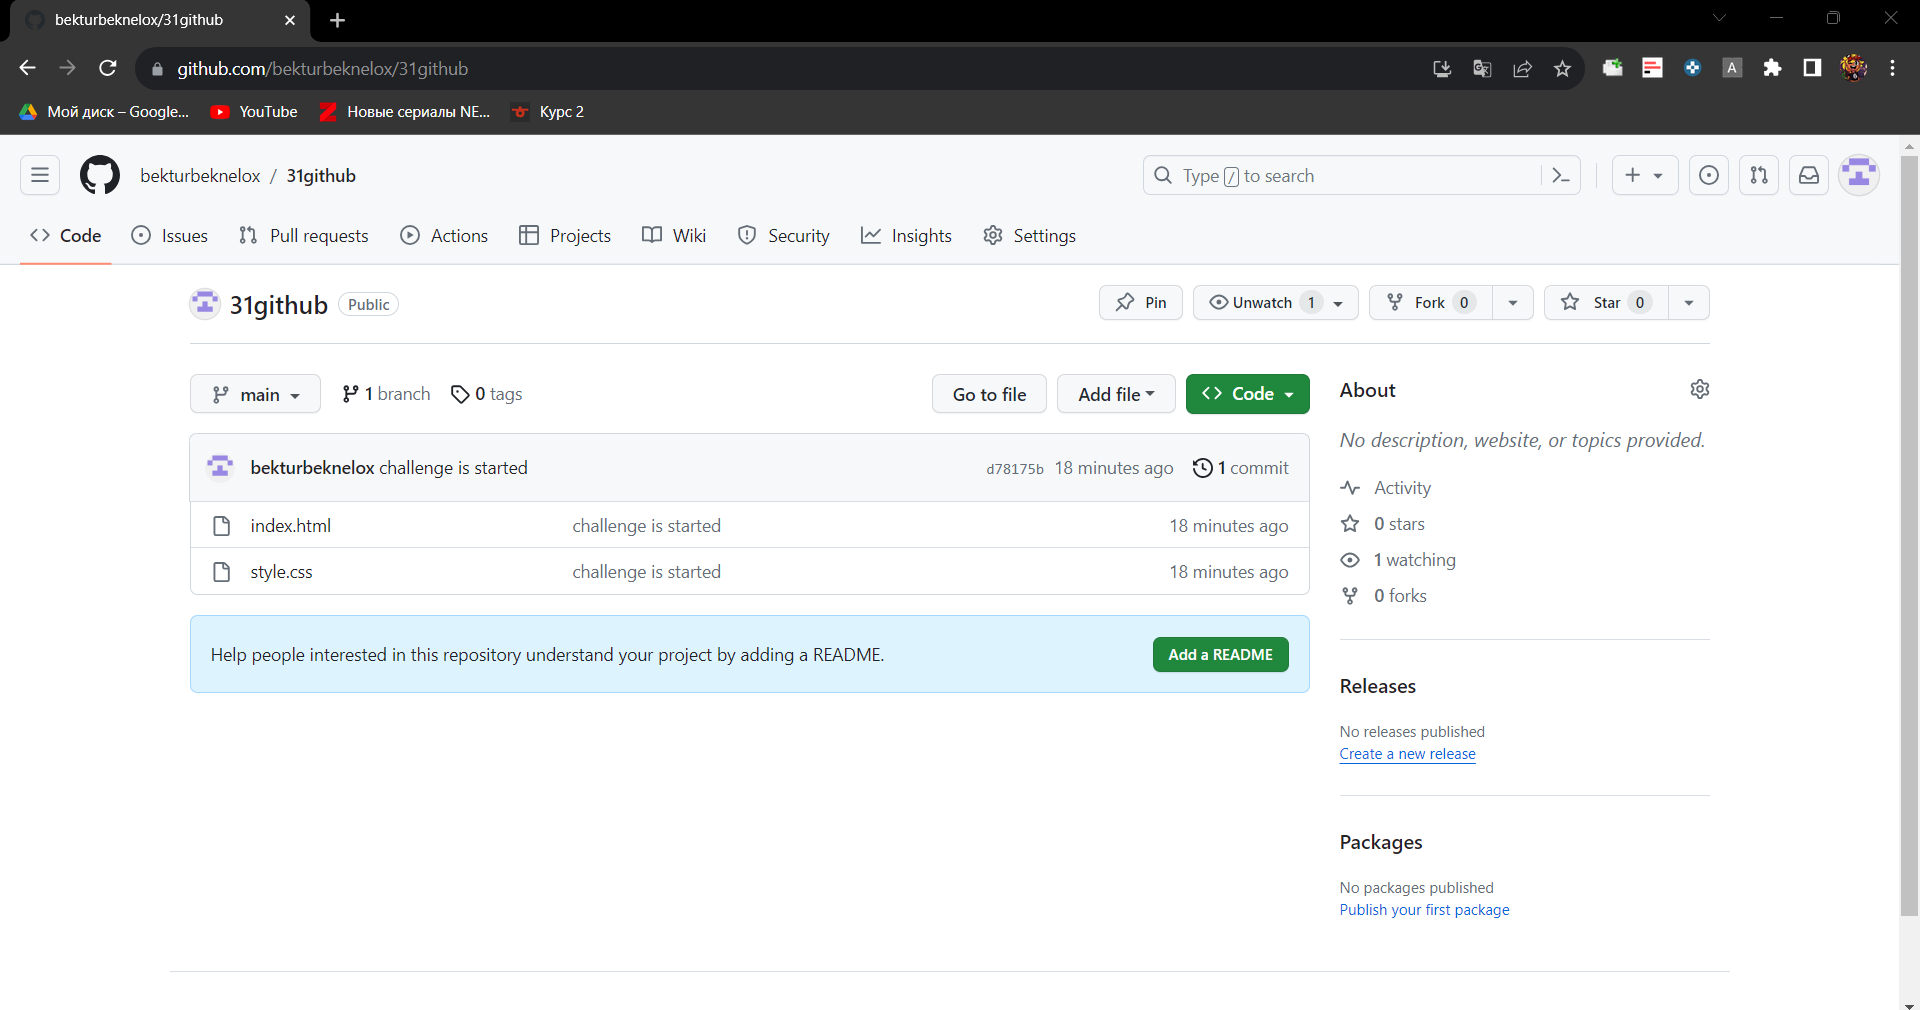 bekturbeknelox/31github
github.com/bekturbeknelox/31github
A
Мой диск – Google...
YouTube
Новые сериалы NE...
Курс 2
bekturbeknelox / 31github
Type / to search
Code
Issues
Pull requests
Actions
Projects
Wiki
Security
Insights
Settings
31github Public
Pin
Unwatch 1
Fork 0
Star 0
main
1 branch
0 tags
Go to file
Add file
Code
bekturbeknelox challenge is started d78175b 18 minutes ago 1 commit
index.html challenge is started 18 minutes ago
style.css challenge is started 18 minutes ago
Help people interested in this repository understand your project by adding a README.
Add a README
About
No description, website, or topics provided.
Activity
0 stars
1 watching
0 forks
Releases
No releases published
Create a new release
Packages
No packages published
Publish your first package